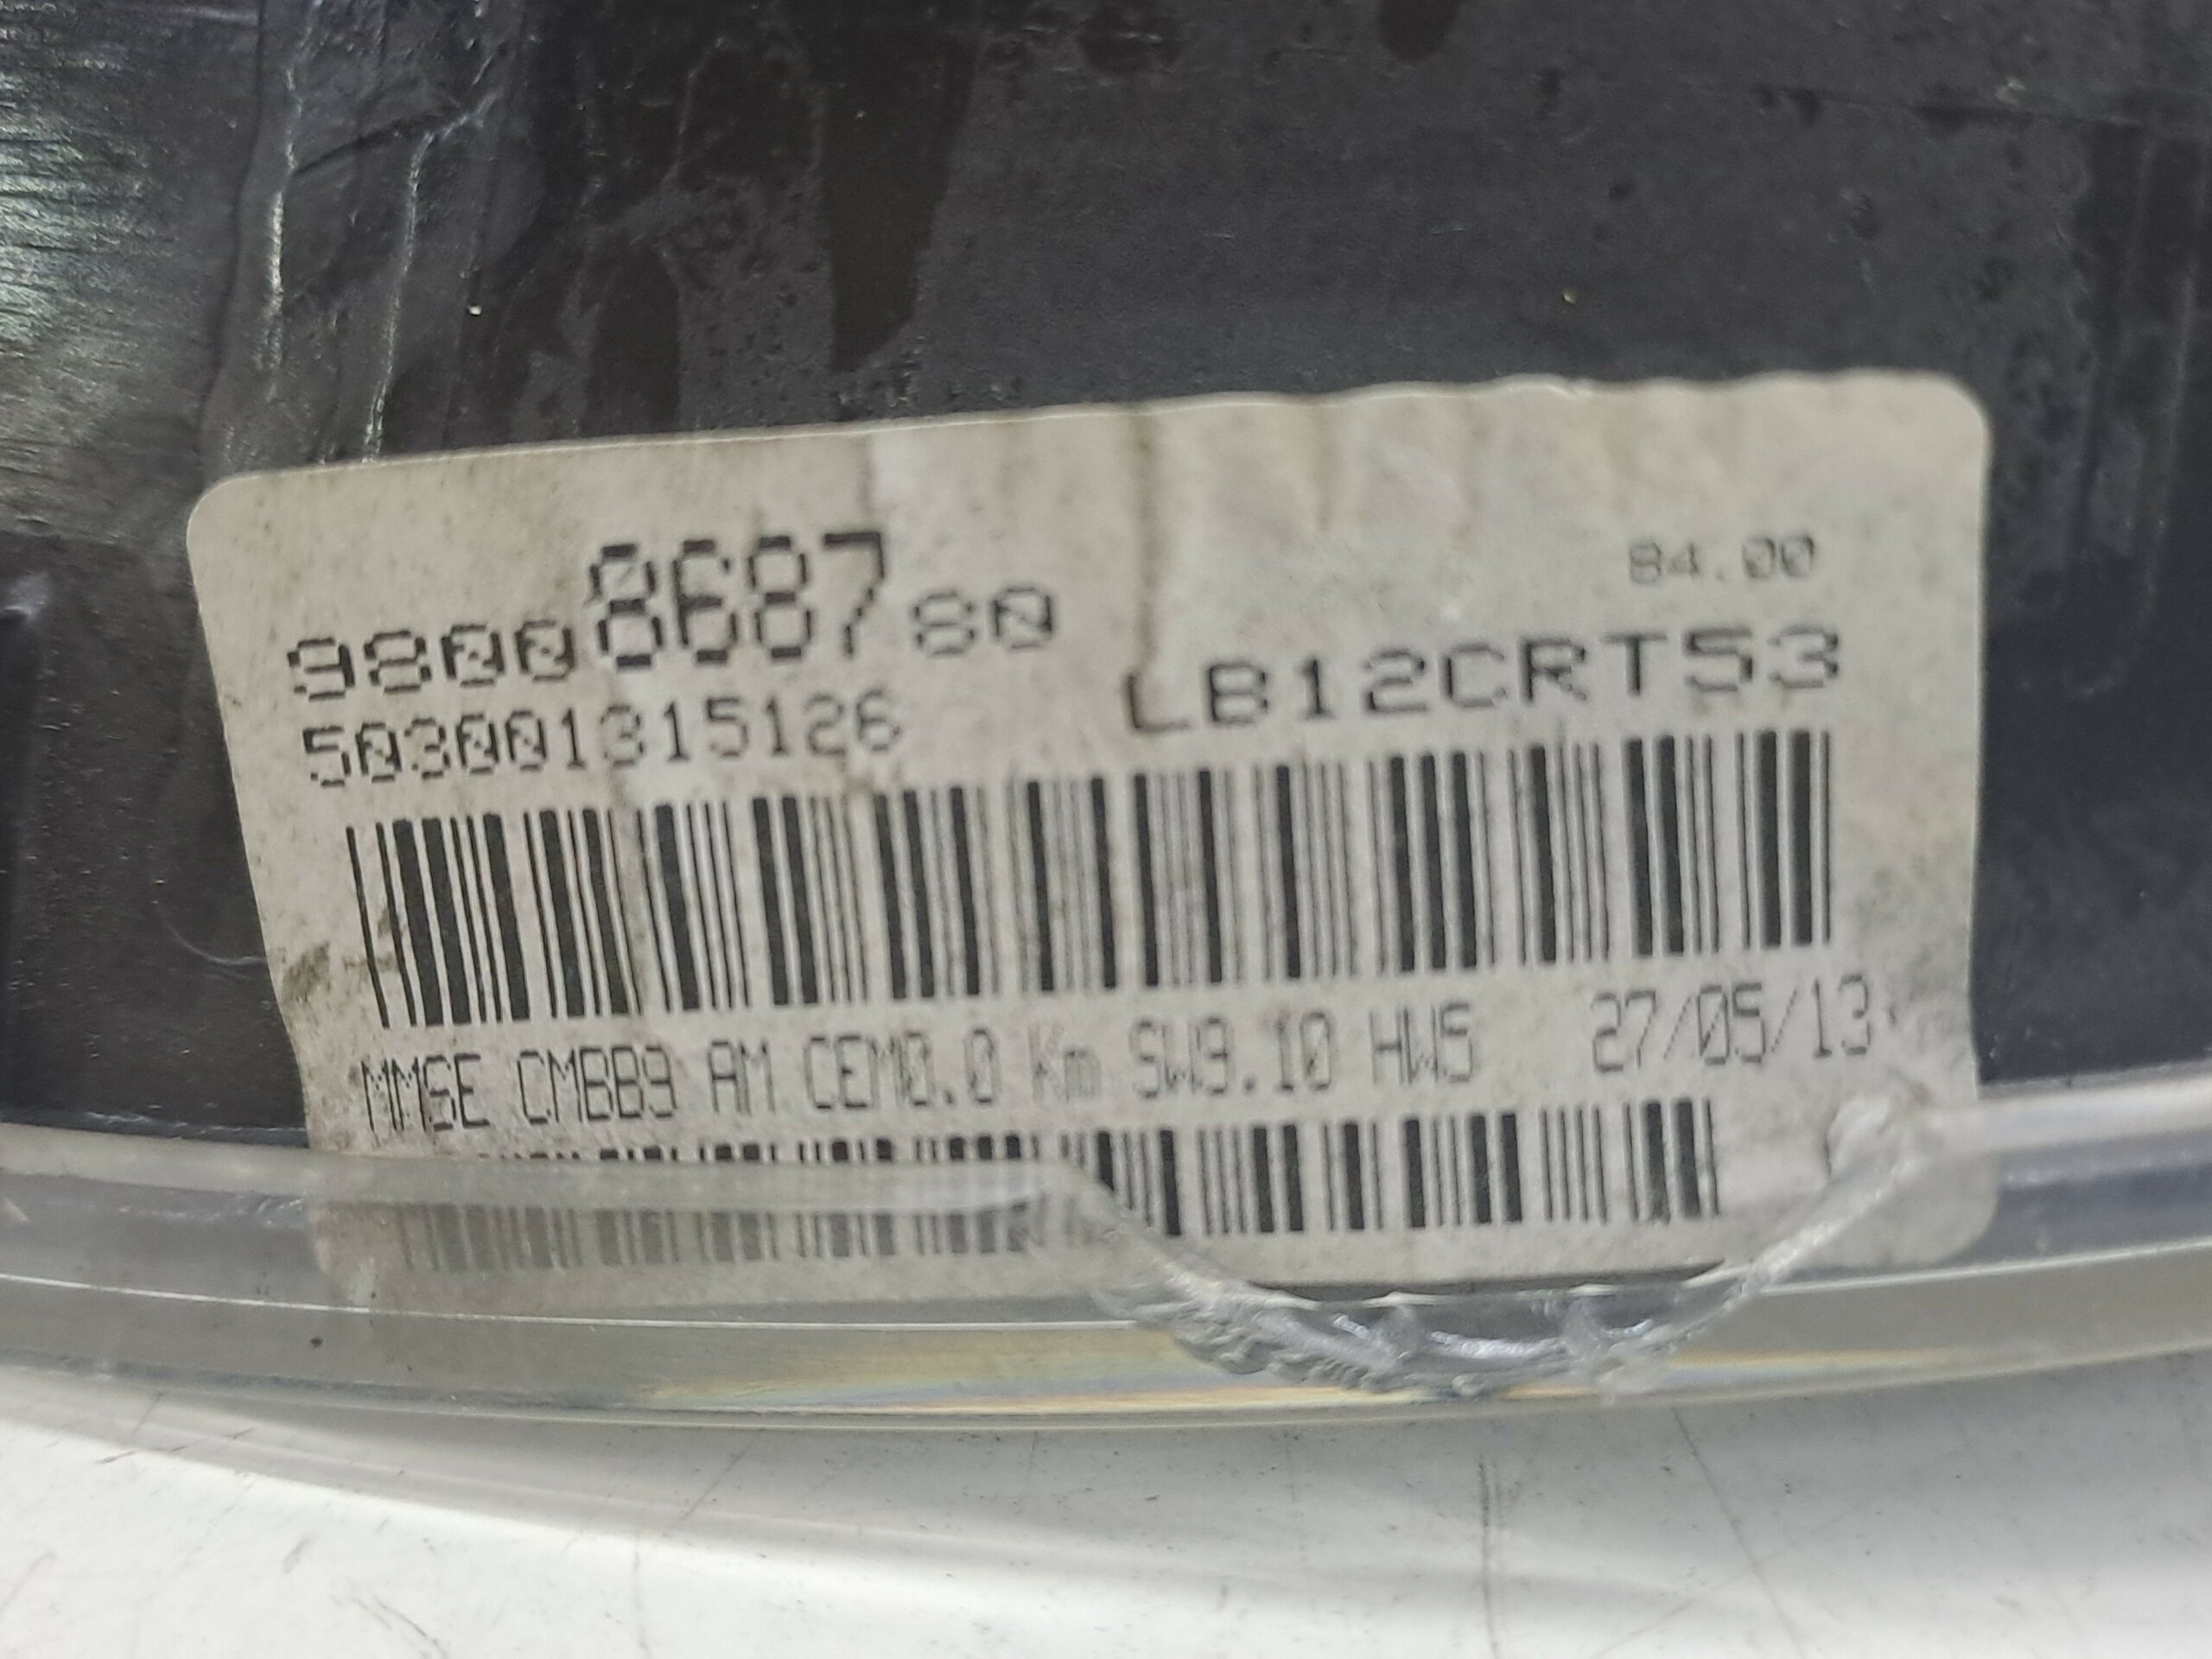 84.00
9800868780
LB12CRT53
503001315126
MMSE CMBB9 AM CEM0.0 Km SW9.10 HW5 27/05/13